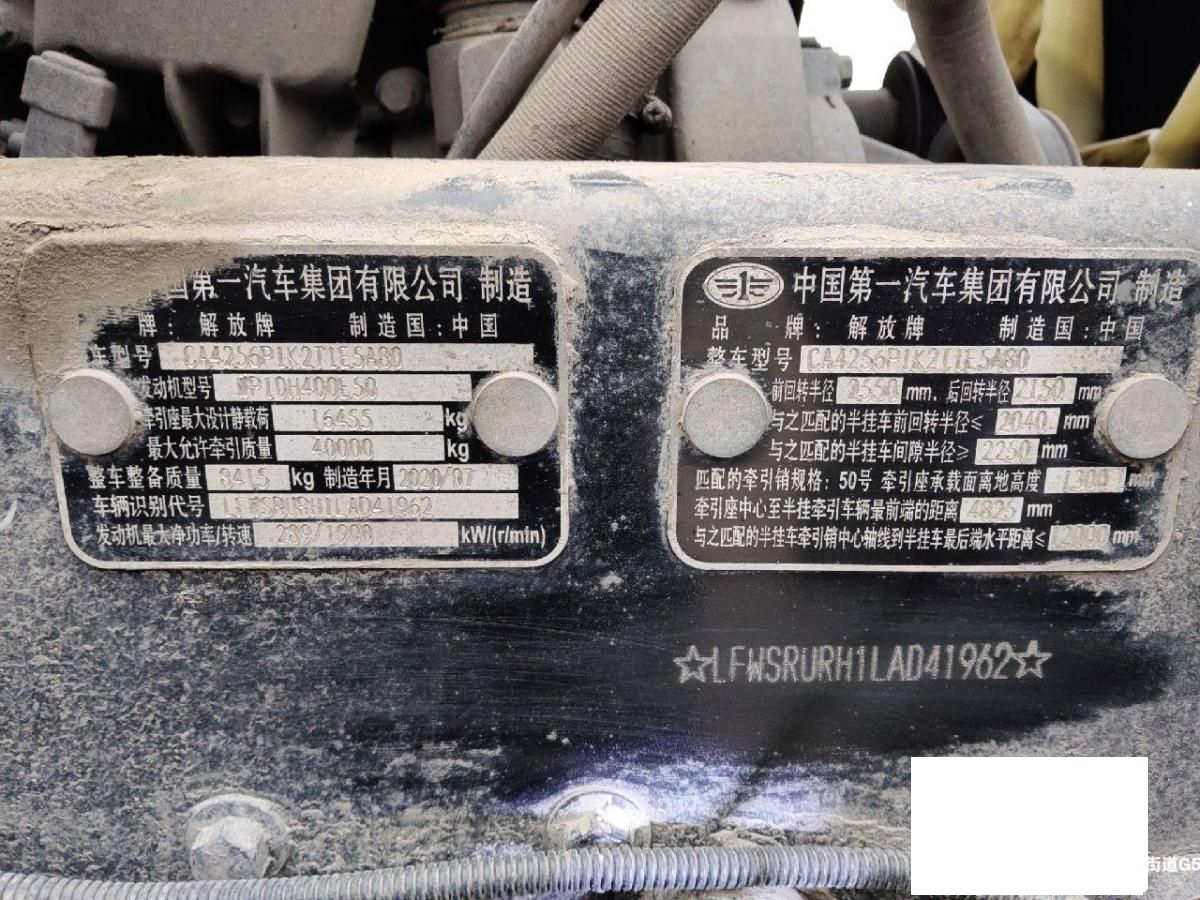 国第一汽车集团有限公司 制造
牌: 解放牌 制造国:中国
车型号 CA4256P1K2T1E5A80
发动机型号 WP10H400E50
牵引座最大设计静载荷 16455 kg
最大允许牵引质量 40000 kg
整车整备质量 8415 kg 制造年月 2020/07
车辆识别代号 LFWSRURH1LAD41962
发动机最大净功率/转速 289/1900 kW/(r/min)
中国第一汽车集团有限公司 制造
品 牌: 解放牌 制造国:中国
整车型号 CA4256P1K2T1E5A80
前回转半径 mm. 后回转半径 2150 mm
与之匹配的半挂车前回转半径≤ 2040 mm
与之匹配的半挂车间隙半径≥ 2250 mm
匹配的牵引销规格: 50号 牵引座承载面离地高度 1300 mm
牵引座中心至半挂牵引车辆最前端的距离 4825 mm
与之匹配的半挂车牵引销中心轴线到半挂车最后端水平距离≤ 12000 mm
☆LFWSRURH1LAD41962☆
街道G5